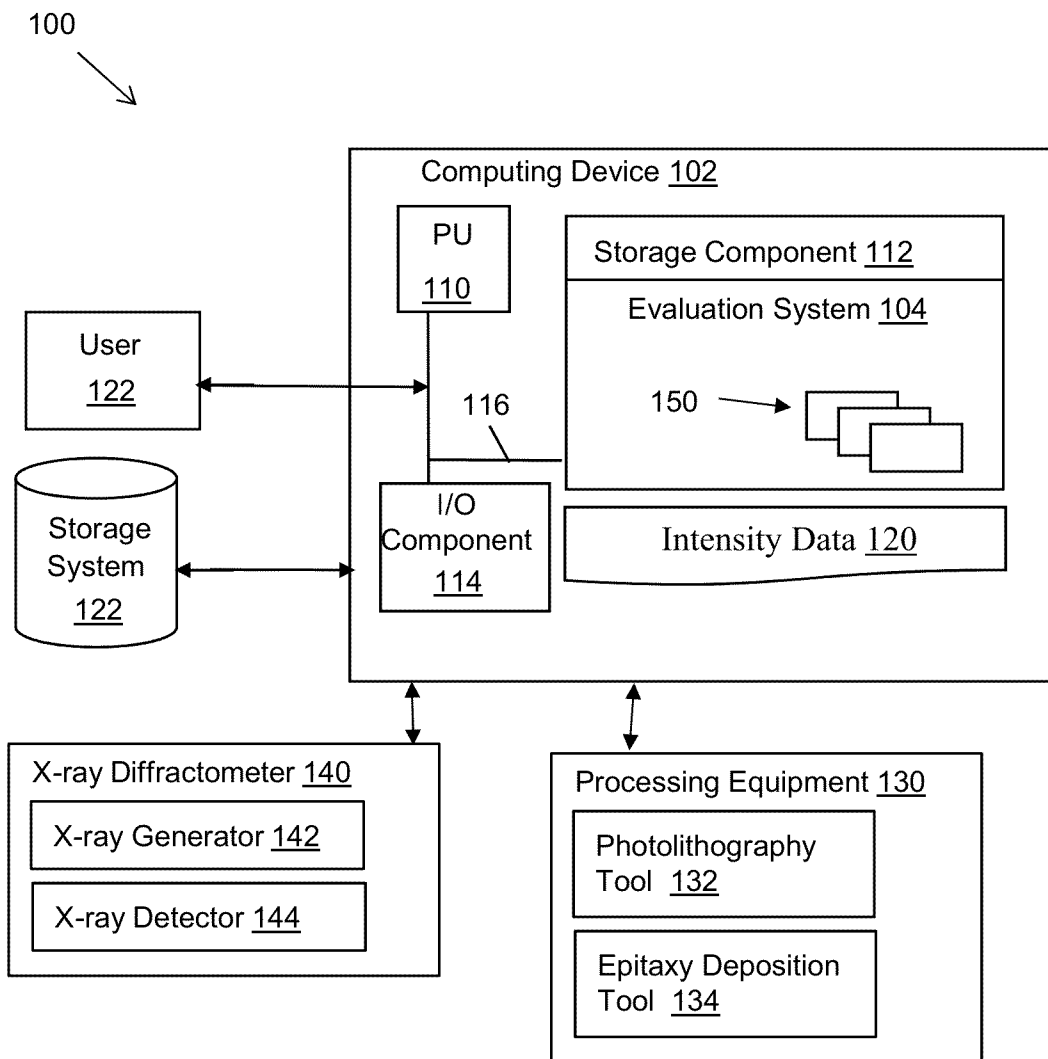 100
Computing Device 102
PU
110
Storage Component 112
Evaluation System 104
150
User
122
116
Storage
System
122
I/O
Component
114
Intensity Data 120
X-ray Diffractometer 140
X-ray Generator 142
X-ray Detector 144
Processing Equipment 130
Photolithography
Tool 132
Epitaxy Deposition
Tool 134